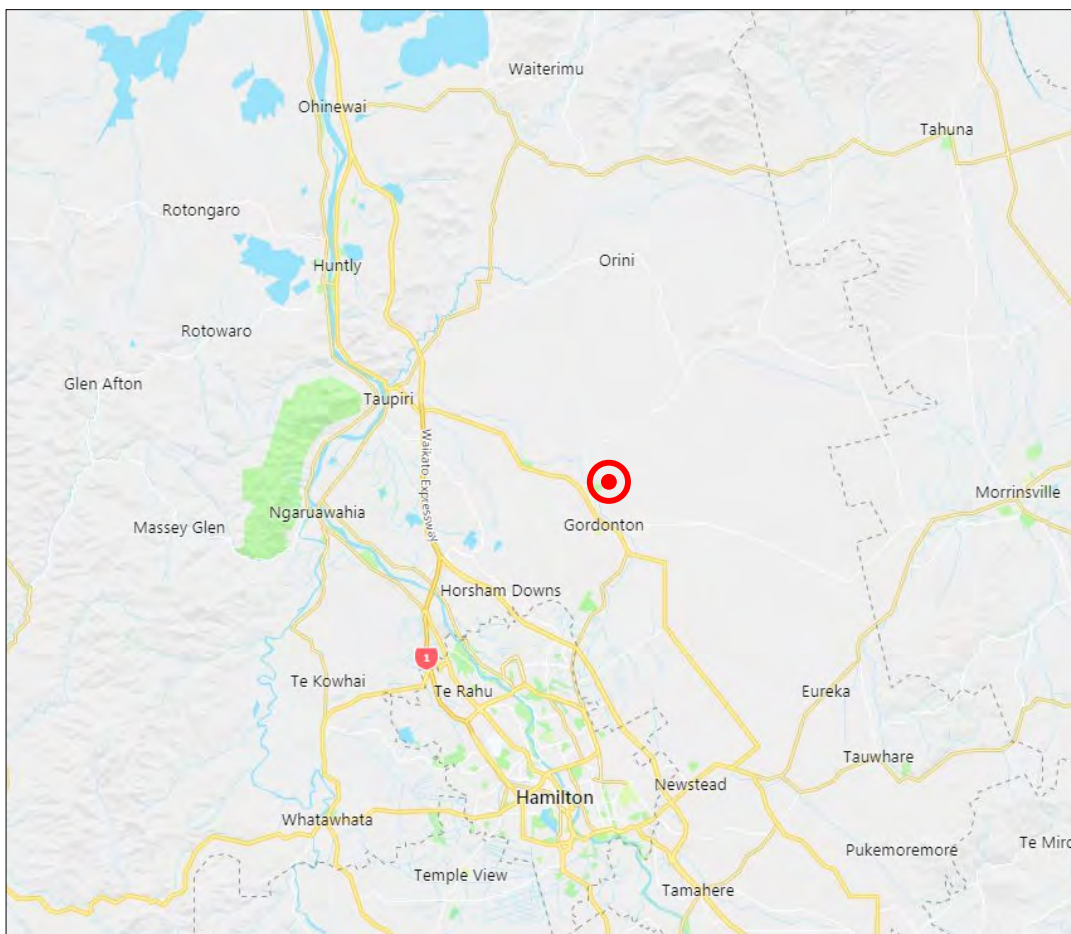 Waiterimu
Ohinewai
Tahuna
Rotongaro
Orini
Huntly
Rotowaro
Glen Afton
Taupiri
Waikato Expressway
Morrinsville
Ngaruawahia
Gordonton
Massey Glen
Horsham Downs
1
Te Kowhai
Te Rahu
Eureka
Tauwhare
Newstead
Hamilton
Whatawhata
Pukemoremore
Te Miro
Temple View
Tamahere